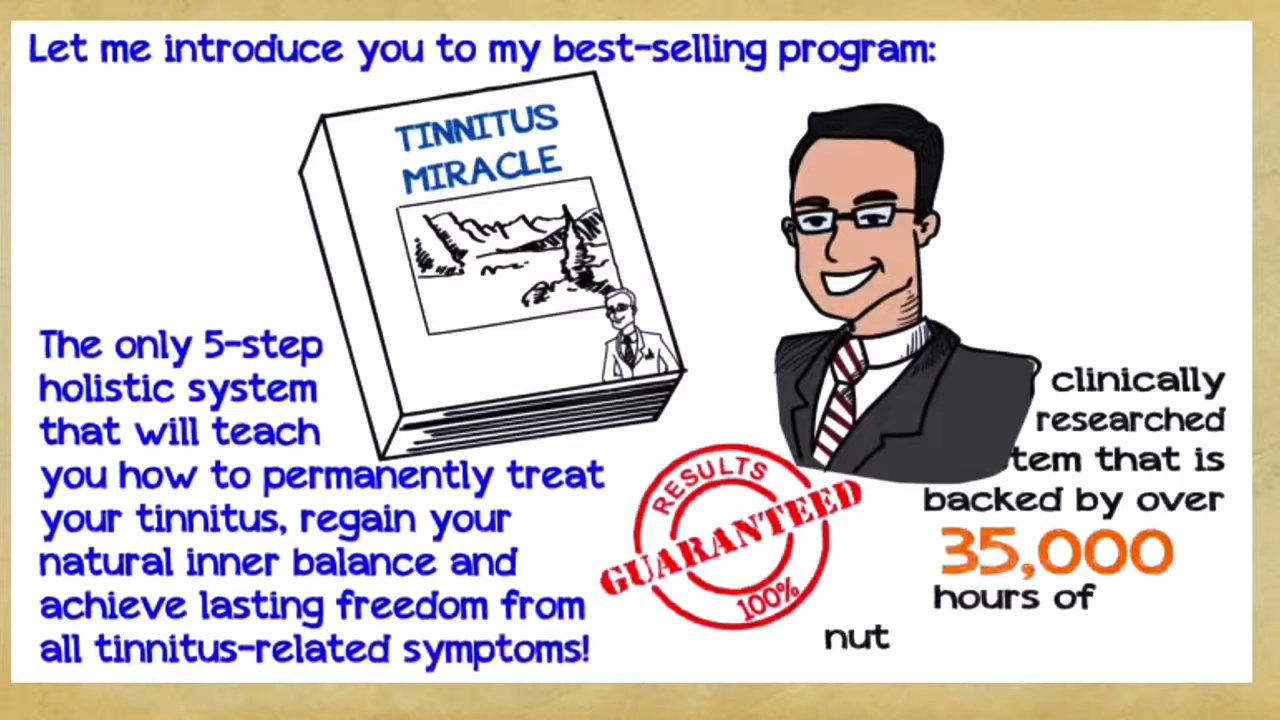 Let me introduce you to my best-selling program:
TINNITUS
MIRACLE
The only 5-step
holistic system
that will teach
you how to permanently treat
your tinnitus, regain your
natural inner balance and
achieve lasting freedom from
all tinnitus-related symptoms!
RESULTS
GUARANTEED
100%
clinically
researched
tem that is
backed by over
35,000
hours of
nut